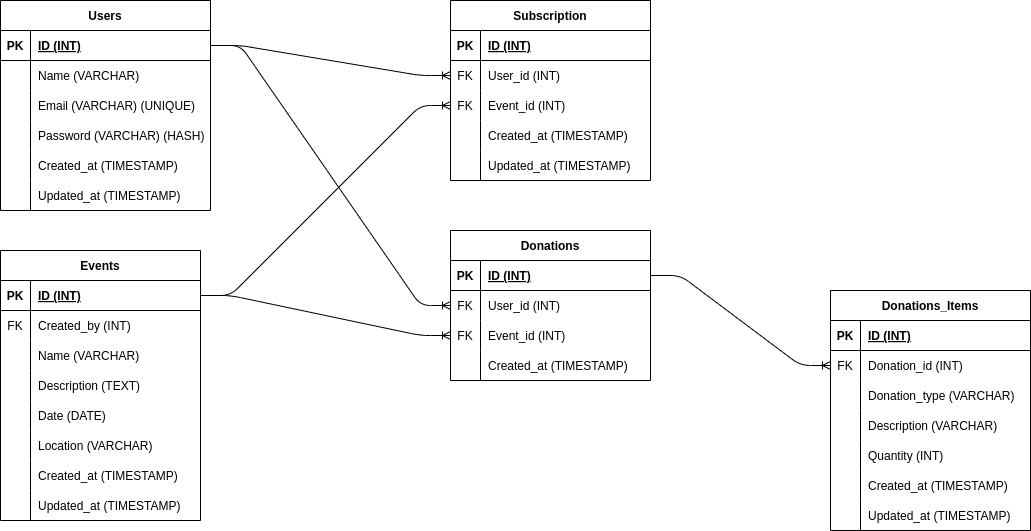 Users
PK ID (INT)
Name (VARCHAR)
Email (VARCHAR) (UNIQUE)
Password (VARCHAR) (HASH)
Created_at (TIMESTAMP)
Updated_at (TIMESTAMP)
Subscription
PK ID (INT)
FK User_id (INT)
FK Event_id (INT)
Created_at (TIMESTAMP)
Updated_at (TIMESTAMP)
Events
PK ID (INT)
FK Created_by (INT)
Name (VARCHAR)
Description (TEXT)
Date (DATE)
Location (VARCHAR)
Created_at (TIMESTAMP)
Updated_at (TIMESTAMP)
Donations
PK ID (INT)
FK User_id (INT)
FK Event_id (INT)
Created_at (TIMESTAMP)
Donations_Items
PK ID (INT)
FK Donation_id (INT)
Donation_type (VARCHAR)
Description (VARCHAR)
Quantity (INT)
Created_at (TIMESTAMP)
Updated_at (TIMESTAMP)